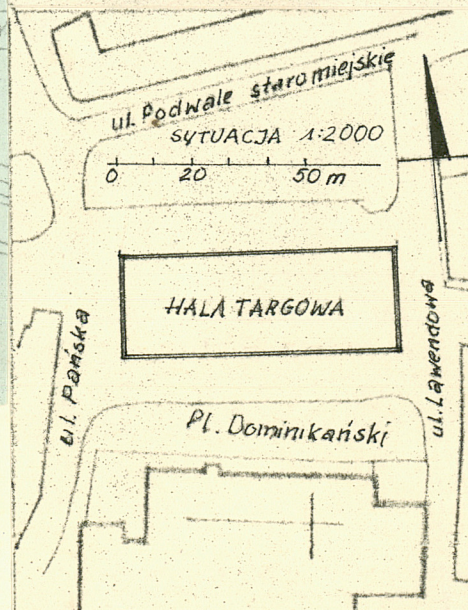 ul. Podwale staromiejskie
SYTUACJA 1:2000
0 20 50 m
HALA TARGOWA
ul. Pańska
ul. Lawendowa
Pl. Dominikański